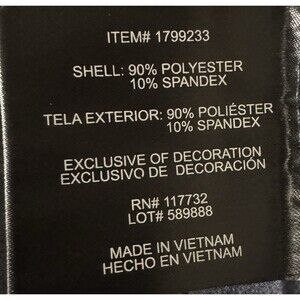 ITEM# 1799233
SHELL: 90% POLYESTER
10% SPANDEX
TELA EXTERIOR: 90% POLIÉSTER
10% SPANDEX
EXCLUSIVE OF DECORATION
EXCLUSIVO DE DECORACIÓN
RN# 117732
LOT# 589888
MADE IN VIETNAM
HECHO EN VIETNAM